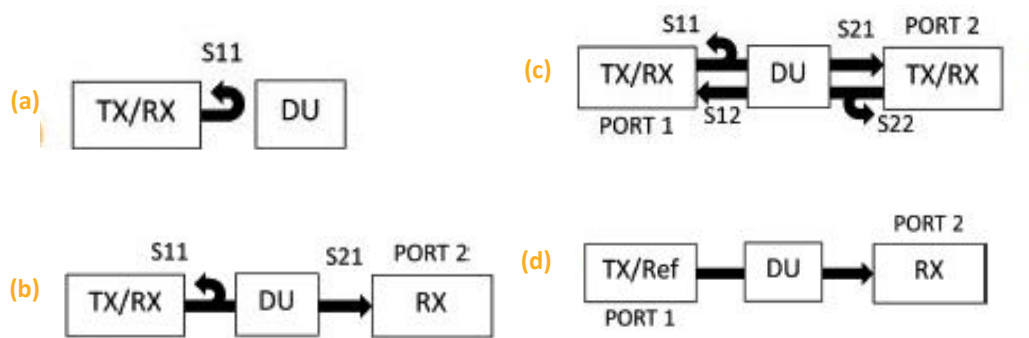 (a)
S11
TX/RX
DU
(b)
S11
S21
PORT 2
TX/RX
DU
RX
(c)
S11
S21
PORT 2
TX/RX
DU
TX/RX
PORT 1
S12
S22
(d)
PORT 2
TX/Ref
DU
RX
PORT 1